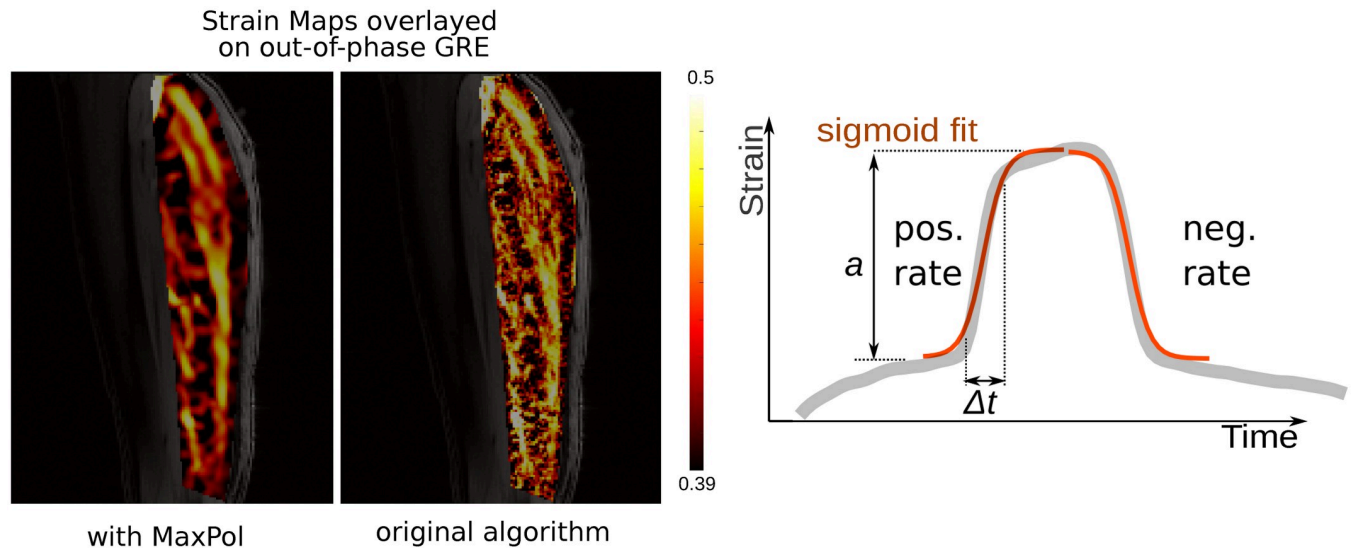 Strain Maps overlayed
on out-of-phase GRE
with MaxPol
original algorithm
0.5
0.39
sigmoid fit
Strain
pos.
rate
neg.
rate
a
Δt
Time